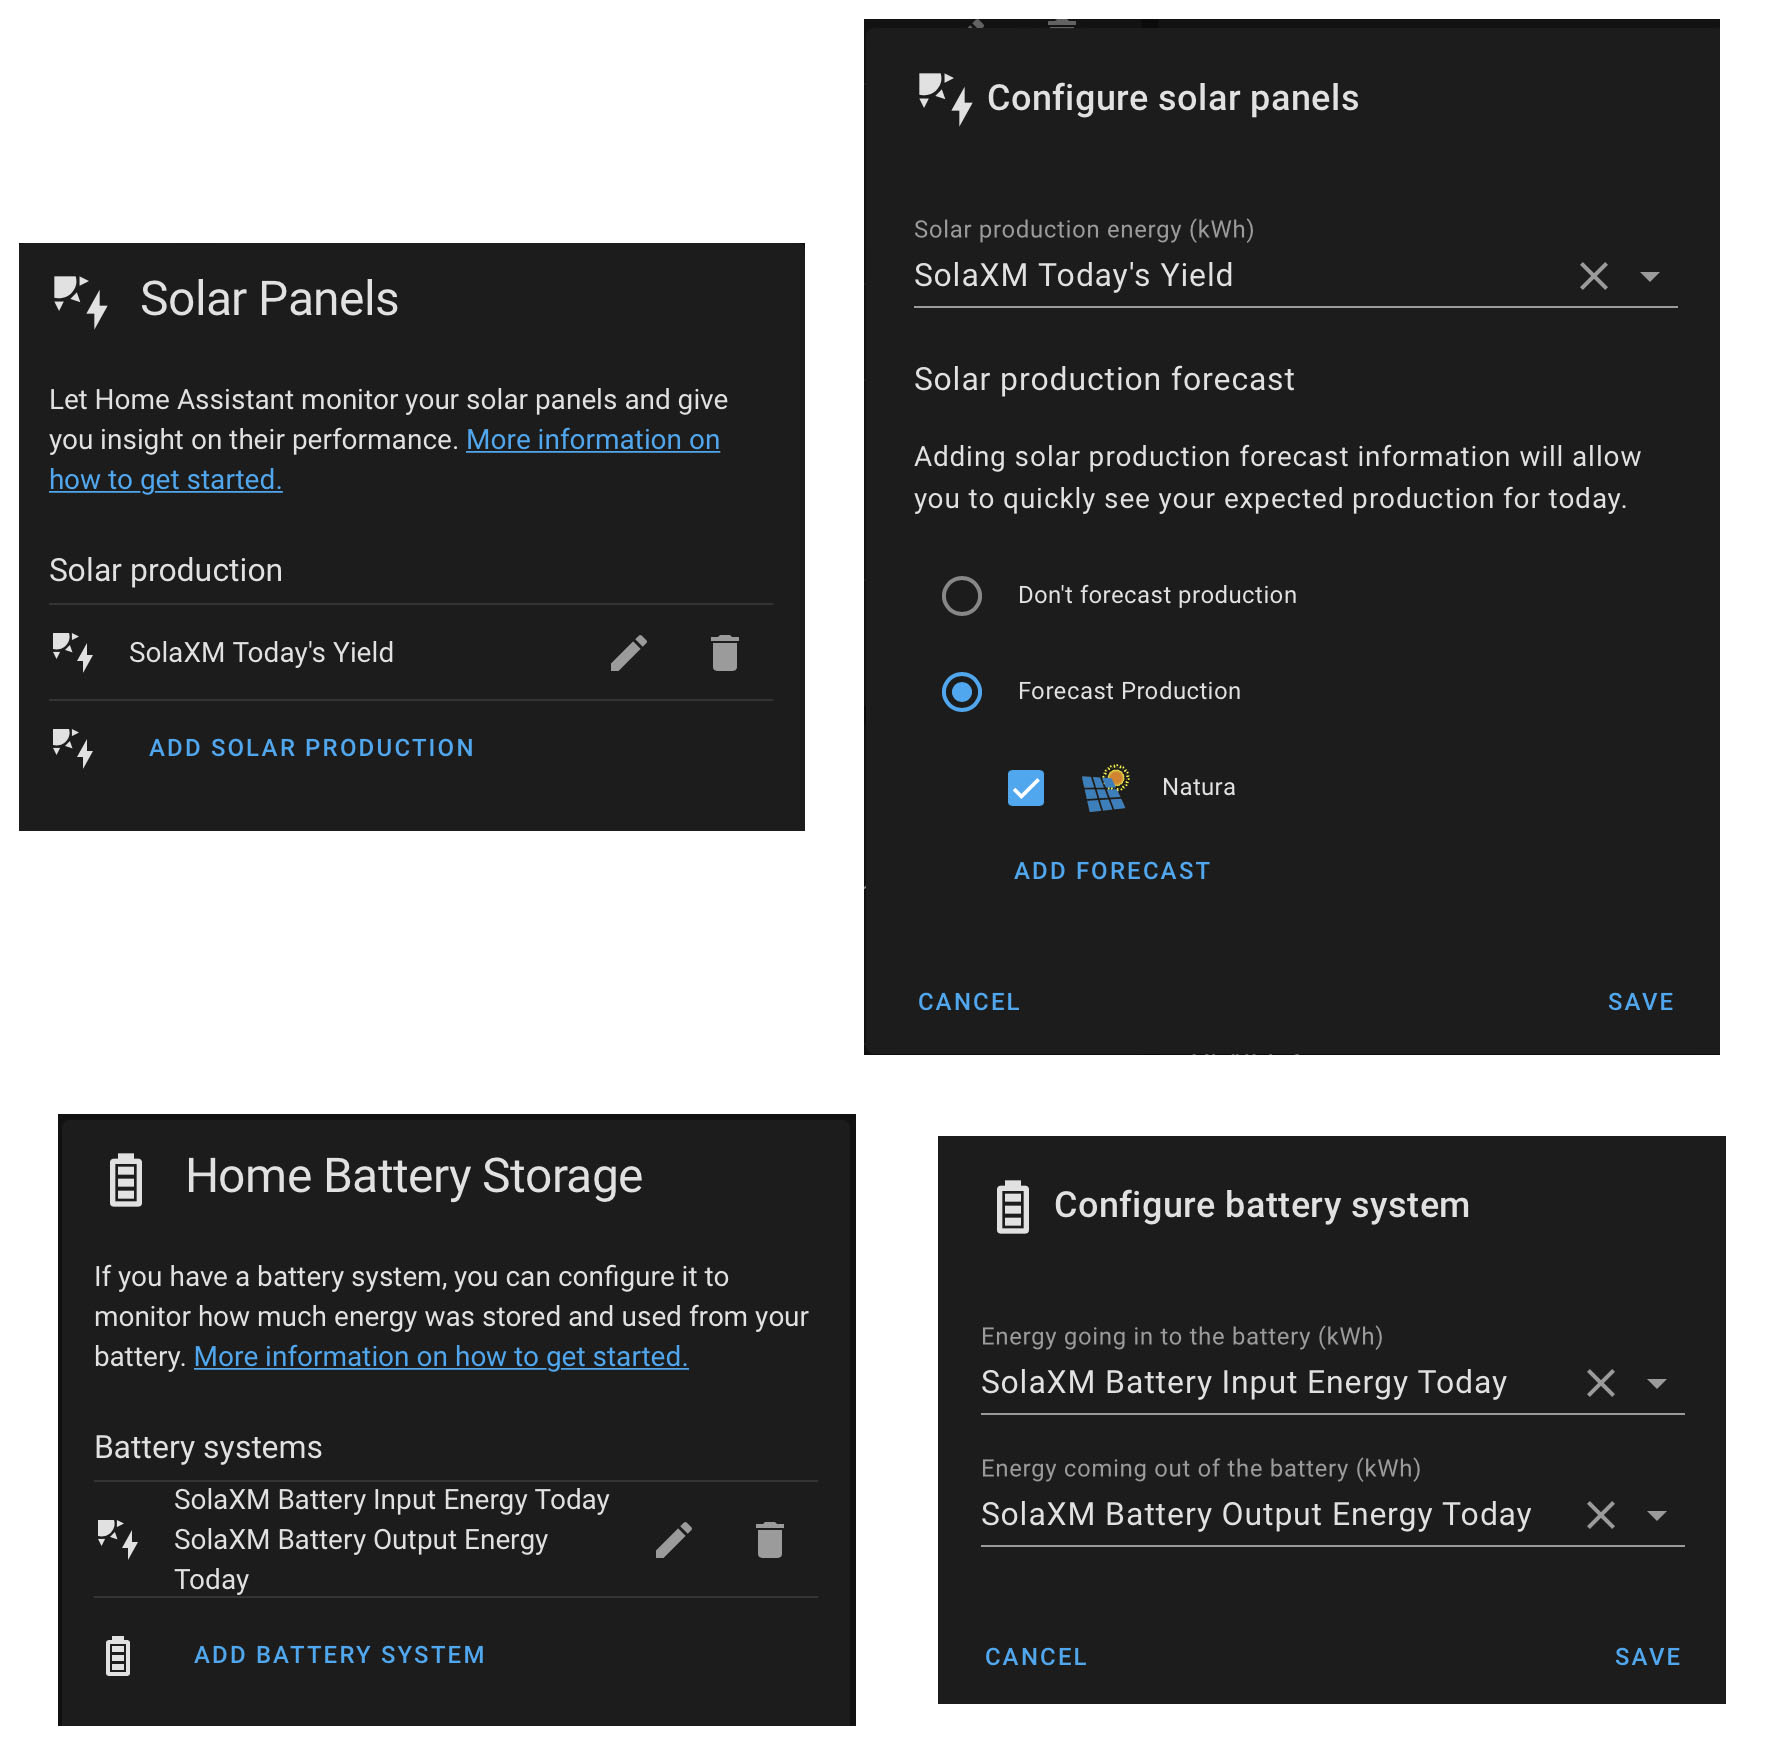 Solar Panels
Let Home Assistant monitor your solar panels and give
you insight on their performance. More information on
how to get started.
Solar production
SolaXM Today's Yield
ADD SOLAR PRODUCTION
Configure solar panels
Solar production energy (kWh)
SolaXM Today's Yield
Solar production forecast
Adding solar production forecast information will allow
you to quickly see your expected production for today.
Don't forecast production
Forecast Production
Natura
ADD FORECAST
CANCEL
SAVE
Home Battery Storage
If you have a battery system, you can configure it to
monitor how much energy was stored and used from your
battery. More information on how to get started.
Battery systems
SolaXM Battery Input Energy Today
SolaXM Battery Output Energy
Today
ADD BATTERY SYSTEM
Configure battery system
Energy going in to the battery (kWh)
SolaXM Battery Input Energy Today
Energy coming out of the battery (kWh)
SolaXM Battery Output Energy Today
CANCEL
SAVE